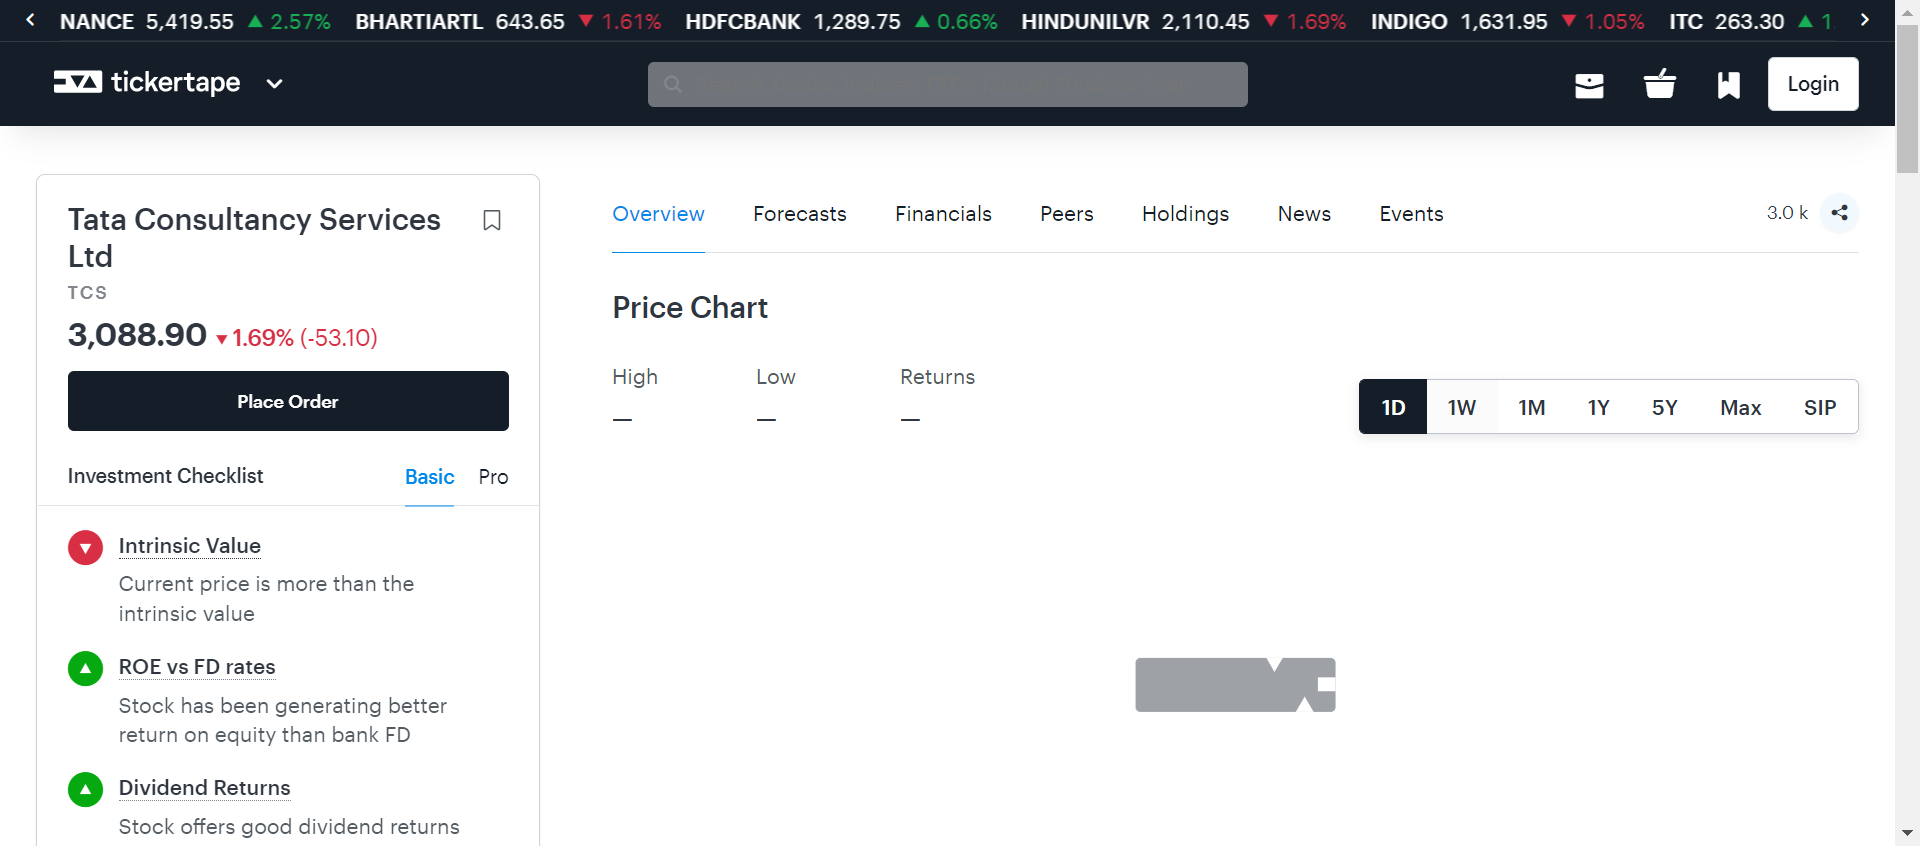 NANCE 5,419.55 ▲ 2.57% BHARTIARTL 643.65 ▼ 1.61% HDFCBANK 1,289.75 ▲ 0.66% HINDUNILVR 2,110.45 ▼ 1.69% INDIGO 1,631.95 ▼ 1.05% ITC 263.30 ▲ 1
tickertape
Login
Tata Consultancy Services
Ltd
TCS
3,088.90 ▼ 1.69% (-53.10)
Place Order
Investment Checklist Basic Pro
Intrinsic Value
Current price is more than the
intrinsic value
ROE vs FD rates
Stock has been generating better
return on equity than bank FD
Dividend Returns
Stock offers good dividend returns
Overview Forecasts Financials Peers Holdings News Events 3.0 k
Price Chart
High Low Returns
— — —
1D 1W 1M 1Y 5Y Max SIP